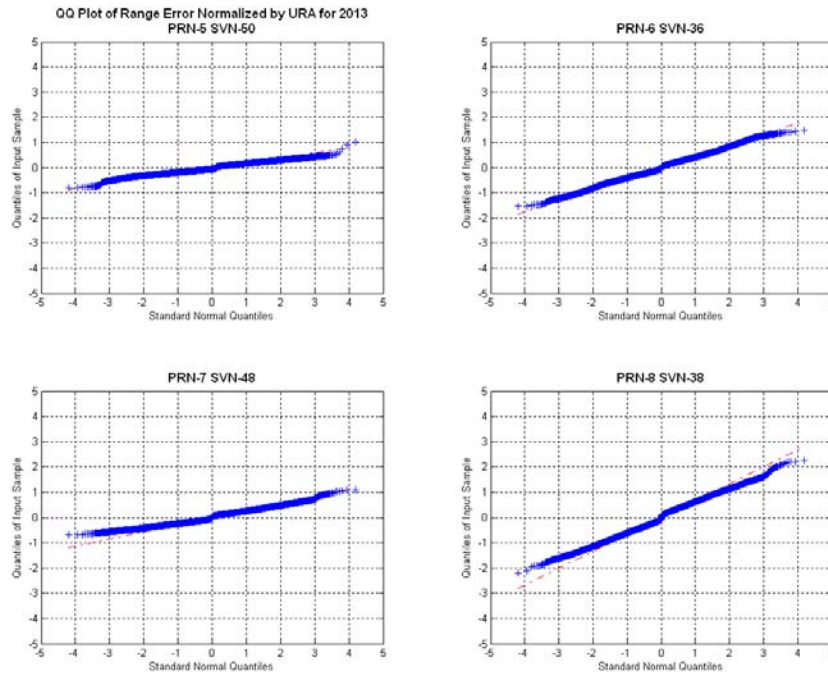 QQ Plot of Range Error Normalized by URA for 2013
PRN-5 SVN-50
5
4
3
2
1
0
-1
-2
-3
-4
-5
Quantiles of Input Sample
-5 -4 -3 -2 -1 0 1 2 3 4 5
Standard Normal Quantiles
PRN-6 SVN-36
5
4
3
2
1
0
-1
-2
-3
-4
-5
Quantiles of Input Sample
-5 -4 -3 -2 -1 0 1 2 3 4
Standard Normal Quantiles
PRN-7 SVN-48
5
4
3
2
1
0
-1
-2
-3
-4
-5
Quantiles of Input Sample
-5 -4 -3 -2 -1 0 1 2 3 4 5
Standard Normal Quantiles
PRN-8 SVN-38
5
4
3
2
1
0
-1
-2
-3
-4
-5
Quantiles of Input Sample
-5 -4 -3 -2 -1 0 1 2 3 4
Standard Normal Quantiles